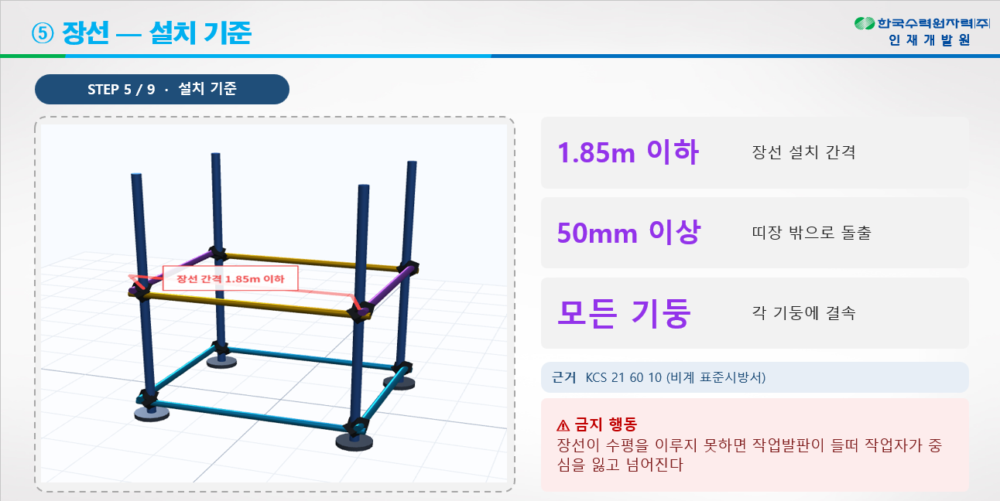 ⑤ 장선 — 설치 기준
한국수력원자력(주)
인재개발원
STEP 5 / 9 · 설치 기준
장선 간격 1.85m 이하
1.85m 이하 장선 설치 간격
50mm 이상 띠장 밖으로 돌출
모든 기둥 각 기둥에 결속
근거 KCS 21 60 10 (비계 표준시방서)
⚠ 금지 행동
장선이 수평을 이루지 못하면 작업발판이 들떠 작업자가 중
심을 잃고 넘어진다